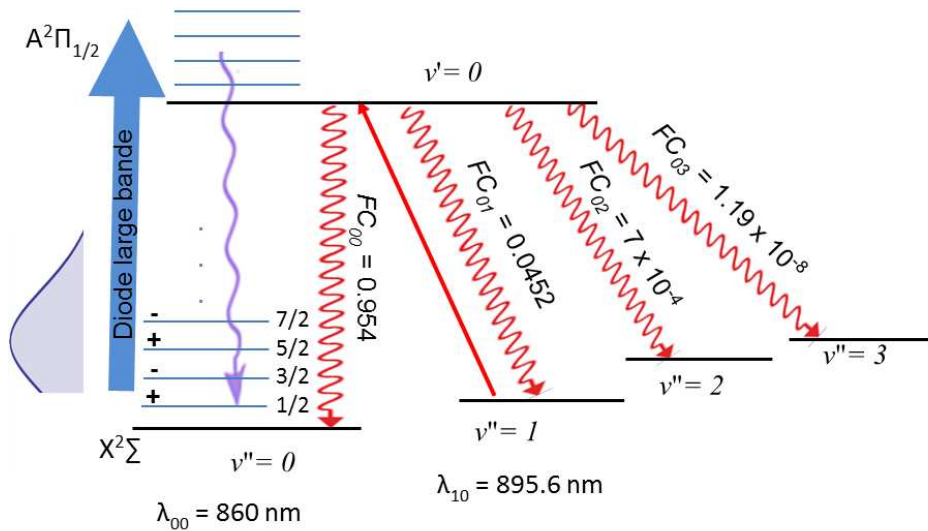 A²Π₁/₂
Diode large bande
v' = 0
FC₀₀ = 0.954
FC₀₁ = 0.0452
FC₀₂ = 7 x 10⁻⁴
FC₀₃ = 1.19 x 10⁻⁸
- 7/2
+ 5/2
- 3/2
+ 1/2
X²Σ
v'' = 0
v'' = 1
v'' = 2
v'' = 3
λ₀₀ = 860 nm
λ₁₀ = 895.6 nm